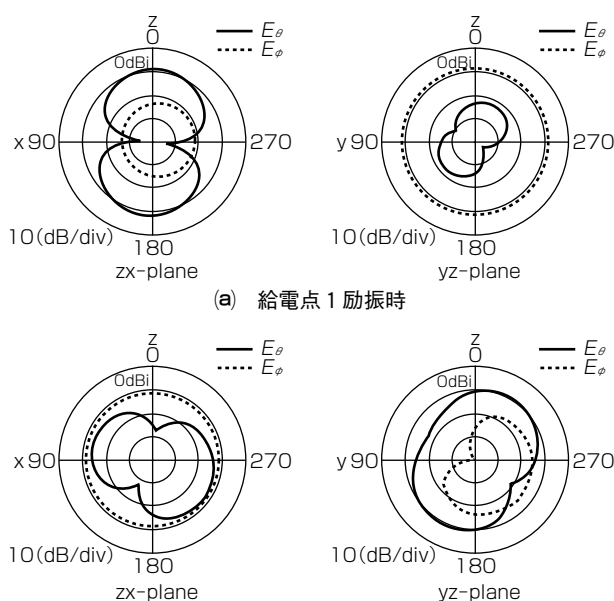 z
0
Eθ
Eφ
0dBi
x 90
270
10(dB/div)
180
zx-plane
z
0
Eθ
Eφ
0dBi
y 90
270
10(dB/div)
180
yz-plane
(a) 給電点1励振時
z
0
Eθ
Eφ
0dBi
x 90
270
10(dB/div)
180
zx-plane
z
0
Eθ
Eφ
0dBi
y 90
270
10(dB/div)
180
yz-plane